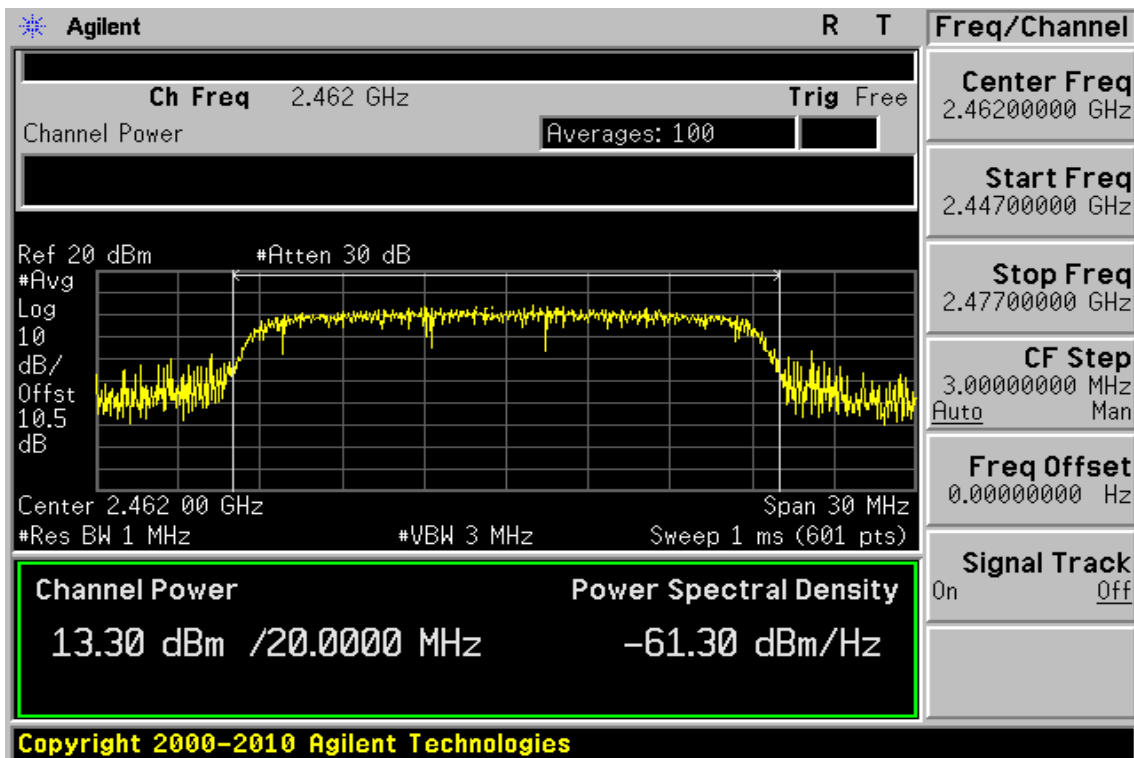 Agilent R T
Ch Freq 2.462 GHz Trig Free
Channel Power Averages: 100
Ref 20 dBm #Atten 30 dB
#Avg
Log
10
dB/
Offst
10.5
dB
Center 2.462 00 GHz Span 30 MHz
#Res BW 1 MHz #VBW 3 MHz Sweep 1 ms (601 pts)
Channel Power Power Spectral Density
13.30 dBm /20.0000 MHz -61.30 dBm/Hz
Copyright 2000-2010 Agilent Technologies
Freq/Channel
Center Freq
2.46200000 GHz
Start Freq
2.44700000 GHz
Stop Freq
2.47700000 GHz
CF Step
3.00000000 MHz
Auto Man
Freq Offset
0.00000000 Hz
Signal Track
On Off